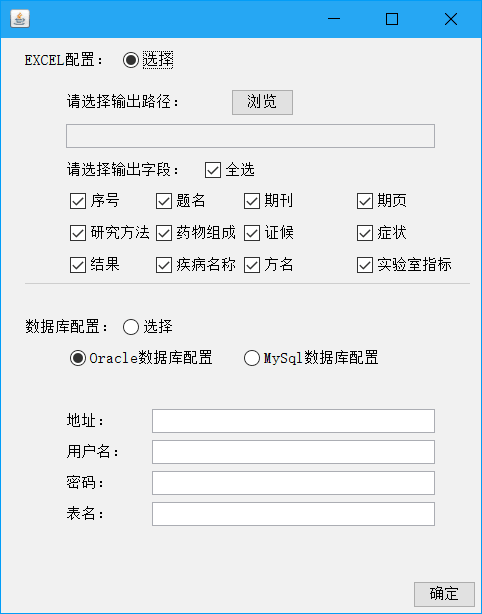 EXCEL配置： 选择
请选择输出路径： 浏览
请选择输出字段： 全选
序号 题名 期刊 期页
研究方法 药物组成 证候 症状
结果 疾病名称 方名 实验室指标
数据库配置： 选择
Oracle数据库配置 MySql数据库配置
地址：
用户名：
密码：
表名：
确定